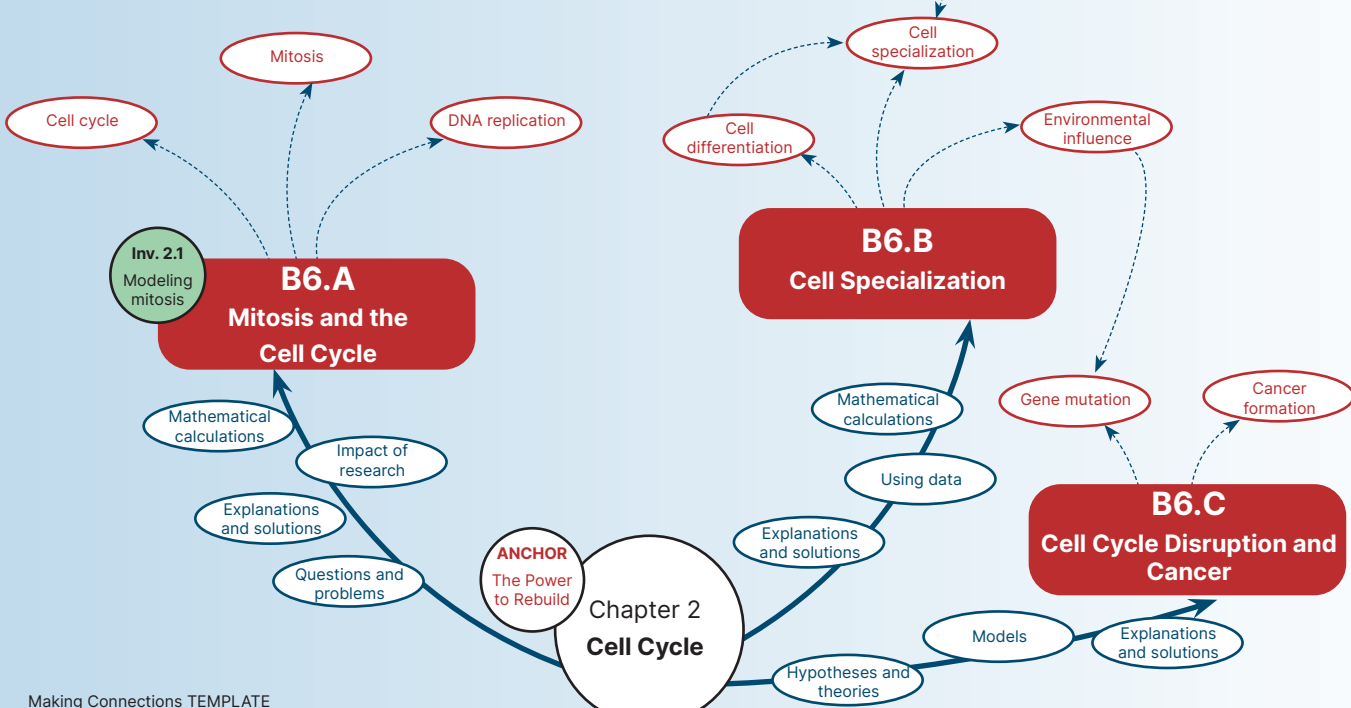 Cell
specialization
Mitosis
Cell cycle
DNA replication
Cell
differentiation
Environmental
influence
Inv. 2.1
Modeling
mitosis
B6.A
Mitosis and the
Cell Cycle
B6.B
Cell Specialization
Gene mutation
Cancer
formation
Mathematical
calculations
Impact of
research
Explanations
and solutions
Questions and
problems
Mathematical
calculations
Using data
Explanations
and solutions
B6.C
Cell Cycle Disruption and
Cancer
ANCHOR
The Power
to Rebuild
Chapter 2
Cell Cycle
Models
Explanations
and solutions
Hypotheses and
theories
Making Connections TEMPLATE